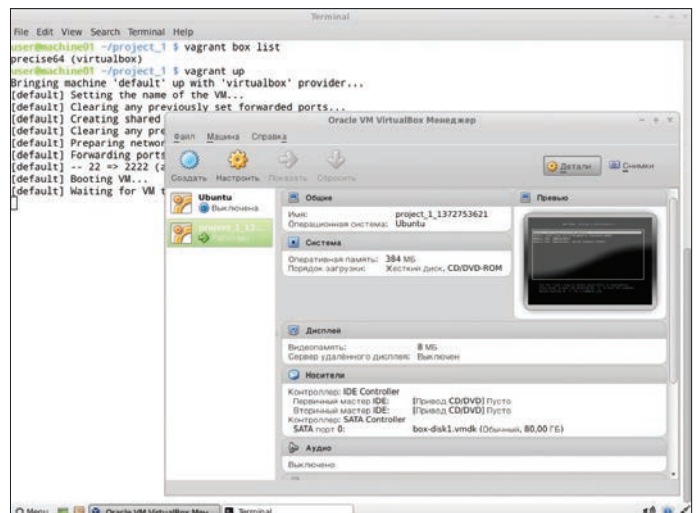 Terminal
File Edit View Search Terminal Help
user@machine01 ~/project_1 $ vagrant box list
precise64 (virtualbox)
user@machine01 ~/project_1 $ vagrant up
Bringing machine 'default' up with 'virtualbox' provider...
[default] Setting the name of the VM...
[default] Clearing any previously set forwarded ports...
[default] Creating shared
[default] Clearing any pre
[default] Preparing networ
[default] Forwarding ports
[default] -- 22 => 2222 (a
[default] Booting VM...
[default] Waiting for VM t
Oracle VM VirtualBox Менеджер
Файл Машина Справка
Создать Настроить Показать Сбросить
Детали Снимки
Ubuntu
Выключена
project_1_13...
Общие
Имя: project_1_1372753621
Операционная система: Ubuntu
Система
Оперативная память: 384 МБ
Порядок загрузки: Жесткий диск, CD/DVD-ROM
Превью
Дисплей
Видеопамять: 8 МБ
Сервер удалённого дисплея: Выключен
Носители
Контроллер: IDE Controller
Первичный мастер IDE: [Привод CD/DVD] Пусто
Вторичный мастер IDE: [Привод CD/DVD] Пусто
Контроллер: SATA Controller
SATA порт 0: box-disk1.vmdk (Обычный, 80,00 ГБ)
Аудио
Выключено
Menu
Oracle VM VirtualBox Мен...
Terminal